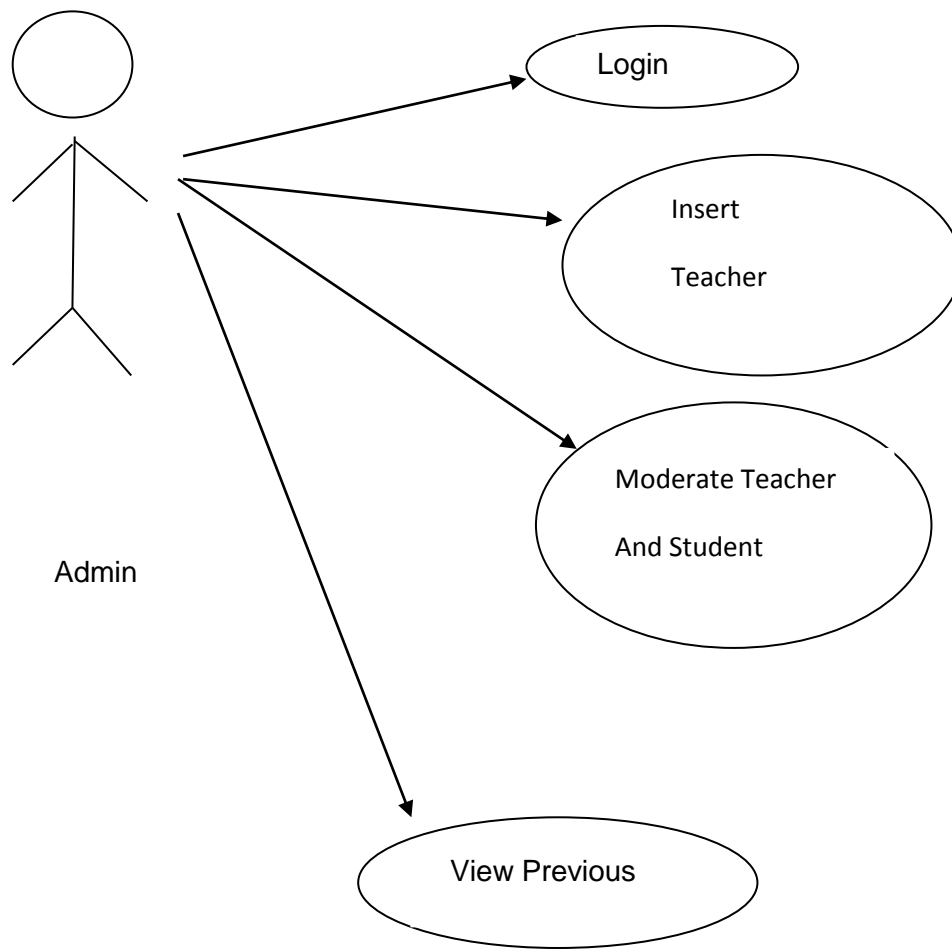 Login
Insert
Teacher
Moderate Teacher
And Student
Admin
View Previous